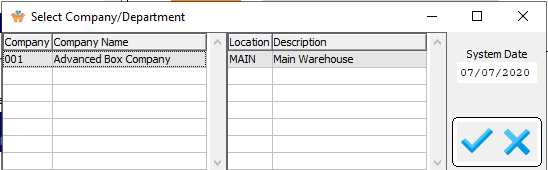 Select Company/Department
Company Company Name Location Description
001 Advanced Box Company MAIN Main Warehouse
System Date
07/07/2020